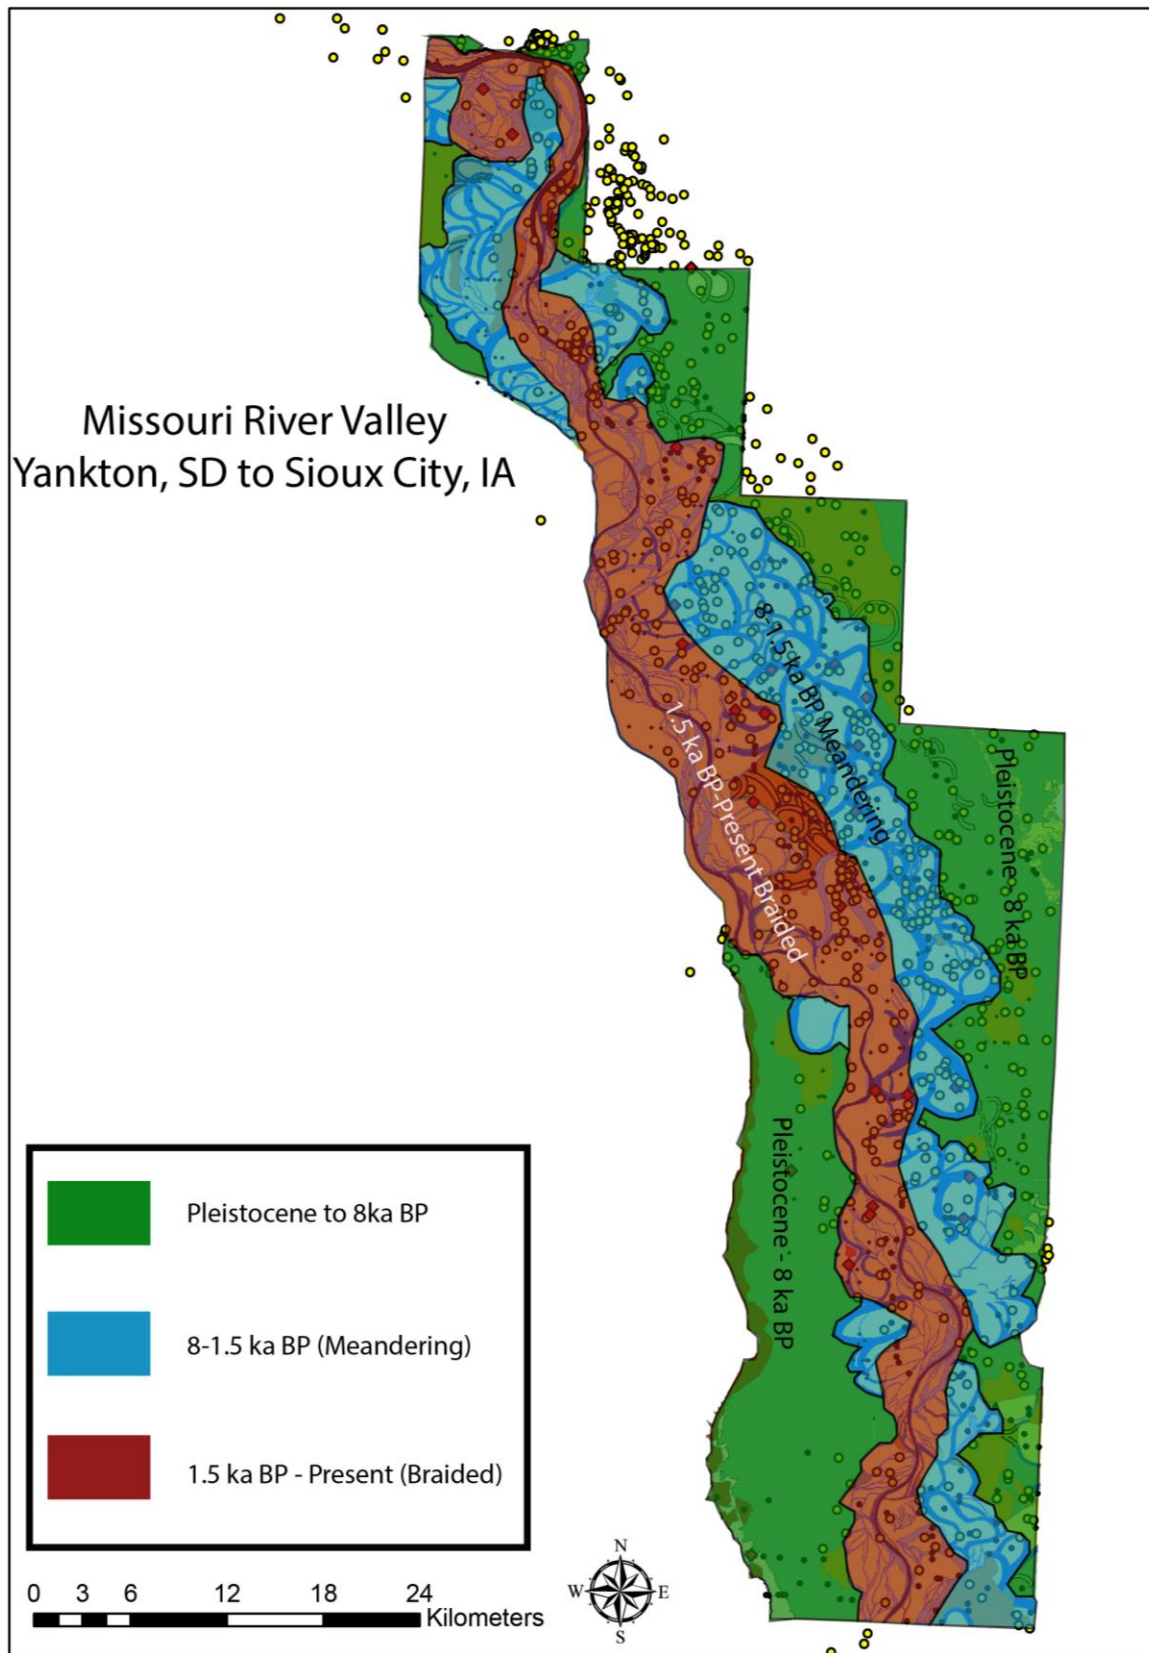 Missouri River Valley
Yankton, SD to Sioux City, IA
8-1.5 ka BP Meandering
1.5 ka BP-Present Braided
Pleistocene - 8 ka BP
Pleistocene - 8 ka BP
Pleistocene to 8ka BP
8-1.5 ka BP (Meandering)
1.5 ka BP - Present (Braided)
0 3 6 12 18 24
Kilometers
N
W E
S